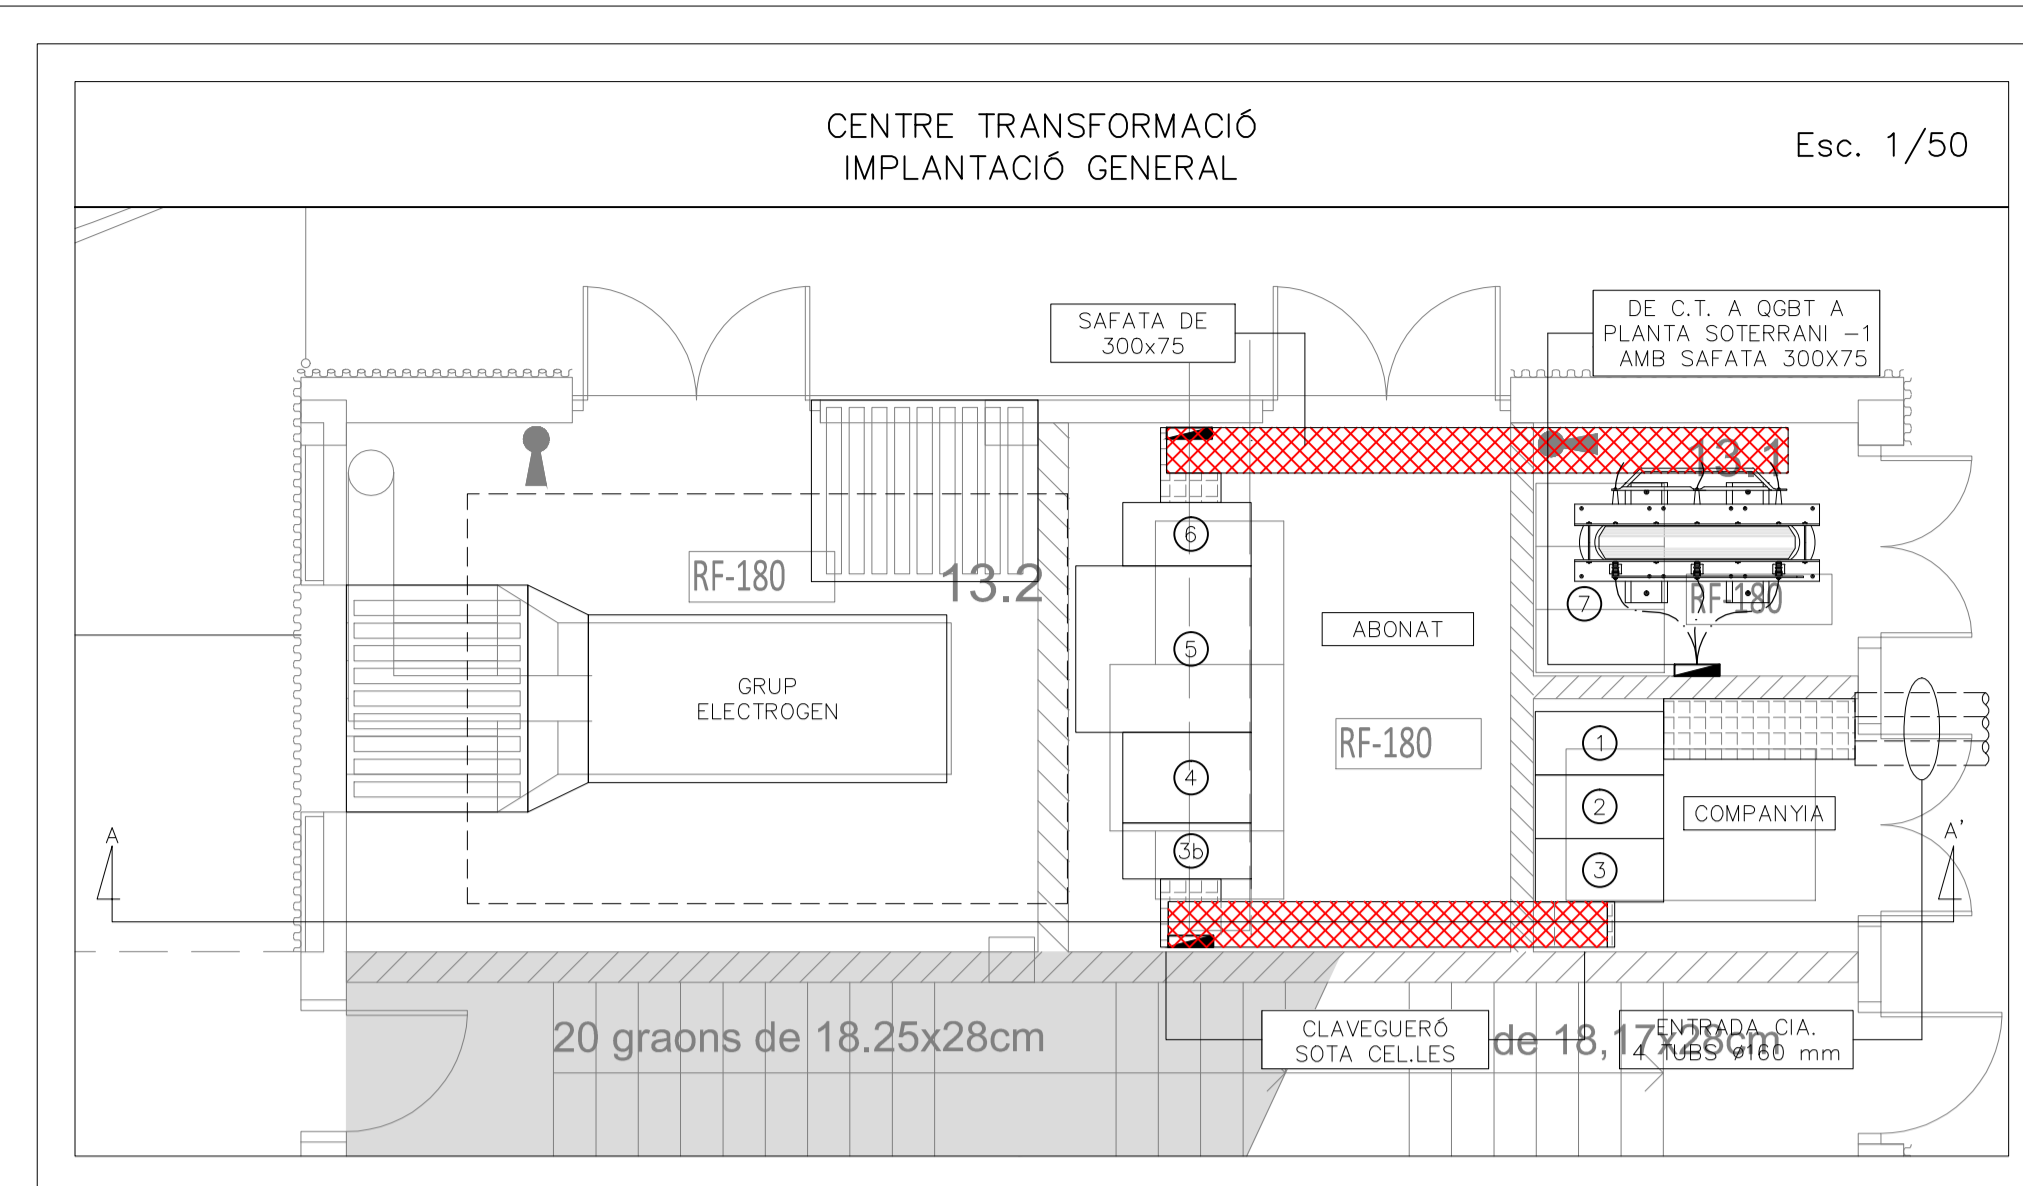 CENTRE TRANSFORMACIÓ
IMPLANTACIÓ GENERAL
Esc. 1/50
SAFATA DE
300x75
DE C.T. A QGBT A
PLANTA SOTERRANI -1
AMB SAFATA 300X75
13.1
6
RF-180
13.2
7
RF-180
ABONAT
5
GRUP
ELECTROGEN
RF-180
1
4
2
COMPANYIA
A
A'
3b
3
20 graons de 18.25x28cm
CLAVEGUERÓ
SOTA CEL.LES
de 18,17x28cm
ENTRADA CIA.
4 TUBS ø160 mm